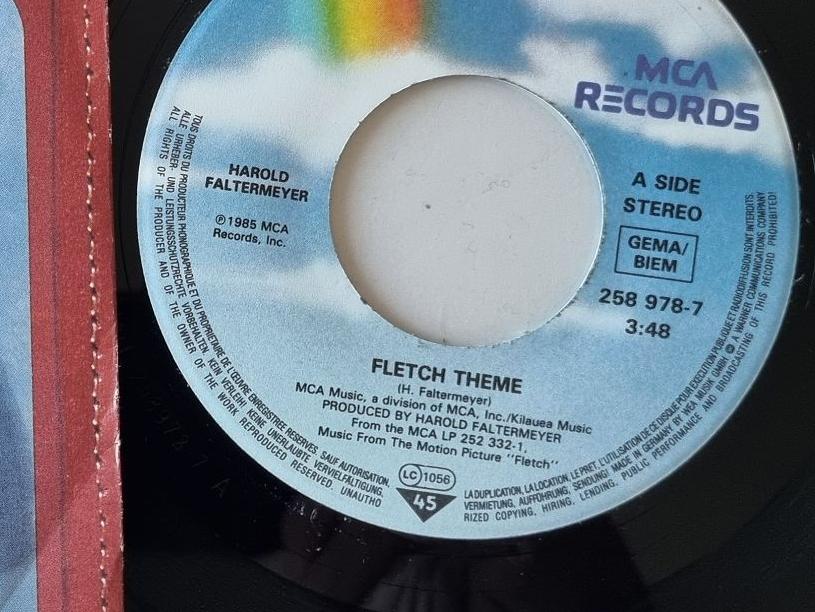 MCA
RECORDS
HAROLD
FALTERMEYER
℗ 1985 MCA
Records, Inc.
A SIDE
STEREO
GEMA/
BIEM
258 978-7
3:48
FLETCH THEME
(H. Faltermeyer)
MCA Music, a division of MCA, Inc./Kilauea Music
PRODUCED BY HAROLD FALTERMEYER
From the MCA LP 252 332-1,
Music From The Motion Picture "Fletch"
LC 1056
45
TOUS DROITS DU PRODUCTEUR PHONOGRAPHIQUE ET DU PROPRIETAIRE DE L'ŒUVRE ENREGISTREE RESERVES. SAUF AUTORISATION, LA DUPLICATION, LA LOCATION, LE PRET, L'UTILISATION DE CE DISQUE POUR EXECUTION PUBLIQUE ET RADIODIFFUSION SONT INTERDITS.
ALLE URHEBER- UND LEISTUNGSSCHUTZRECHTE VORBEHALTEN. KEIN VERLEIH! KEINE UNERLAUBTE VERVIELFÄLTIGUNG, VERMIETUNG, AUFFÜHRUNG, SENDUNG! MADE IN GERMANY BY WEA MUSIK GMBH. A WARNER COMMUNICATIONS COMPANY
ALL RIGHTS OF THE PRODUCER AND OF THE OWNER OF THE WORK REPRODUCED RESERVED. UNAUTHORIZED COPYING, HIRING, LENDING, PUBLIC PERFORMANCE AND BROADCASTING OF THIS RECORD PROHIBITED!